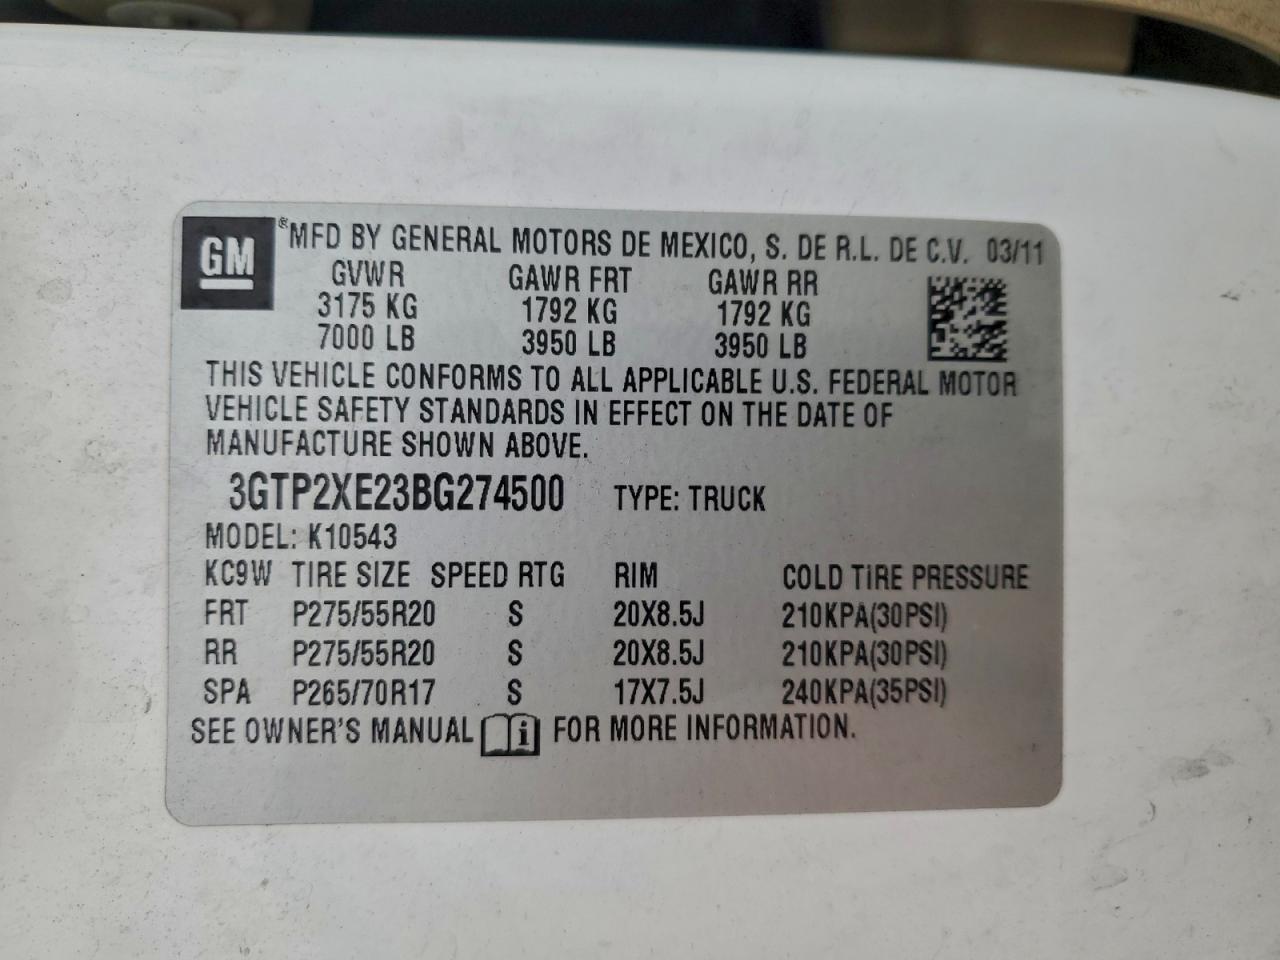 GM
® MFD BY GENERAL MOTORS DE MEXICO, S. DE R.L. DE C.V. 03/11
GVWR GAWR FRT GAWR RR
3175 KG 1792 KG 1792 KG
7000 LB 3950 LB 3950 LB
THIS VEHICLE CONFORMS TO ALL APPLICABLE U.S. FEDERAL MOTOR
VEHICLE SAFETY STANDARDS IN EFFECT ON THE DATE OF
MANUFACTURE SHOWN ABOVE.
3GTP2XE23BG274500 TYPE: TRUCK
MODEL: K10543
KC9W TIRE SIZE SPEED RTG RIM COLD TIRE PRESSURE
FRT P275/55R20 S 20X8.5J 210KPA(30PSI)
RR P275/55R20 S 20X8.5J 210KPA(30PSI)
SPA P265/70R17 S 17X7.5J 240KPA(35PSI)
SEE OWNER'S MANUAL i FOR MORE INFORMATION.